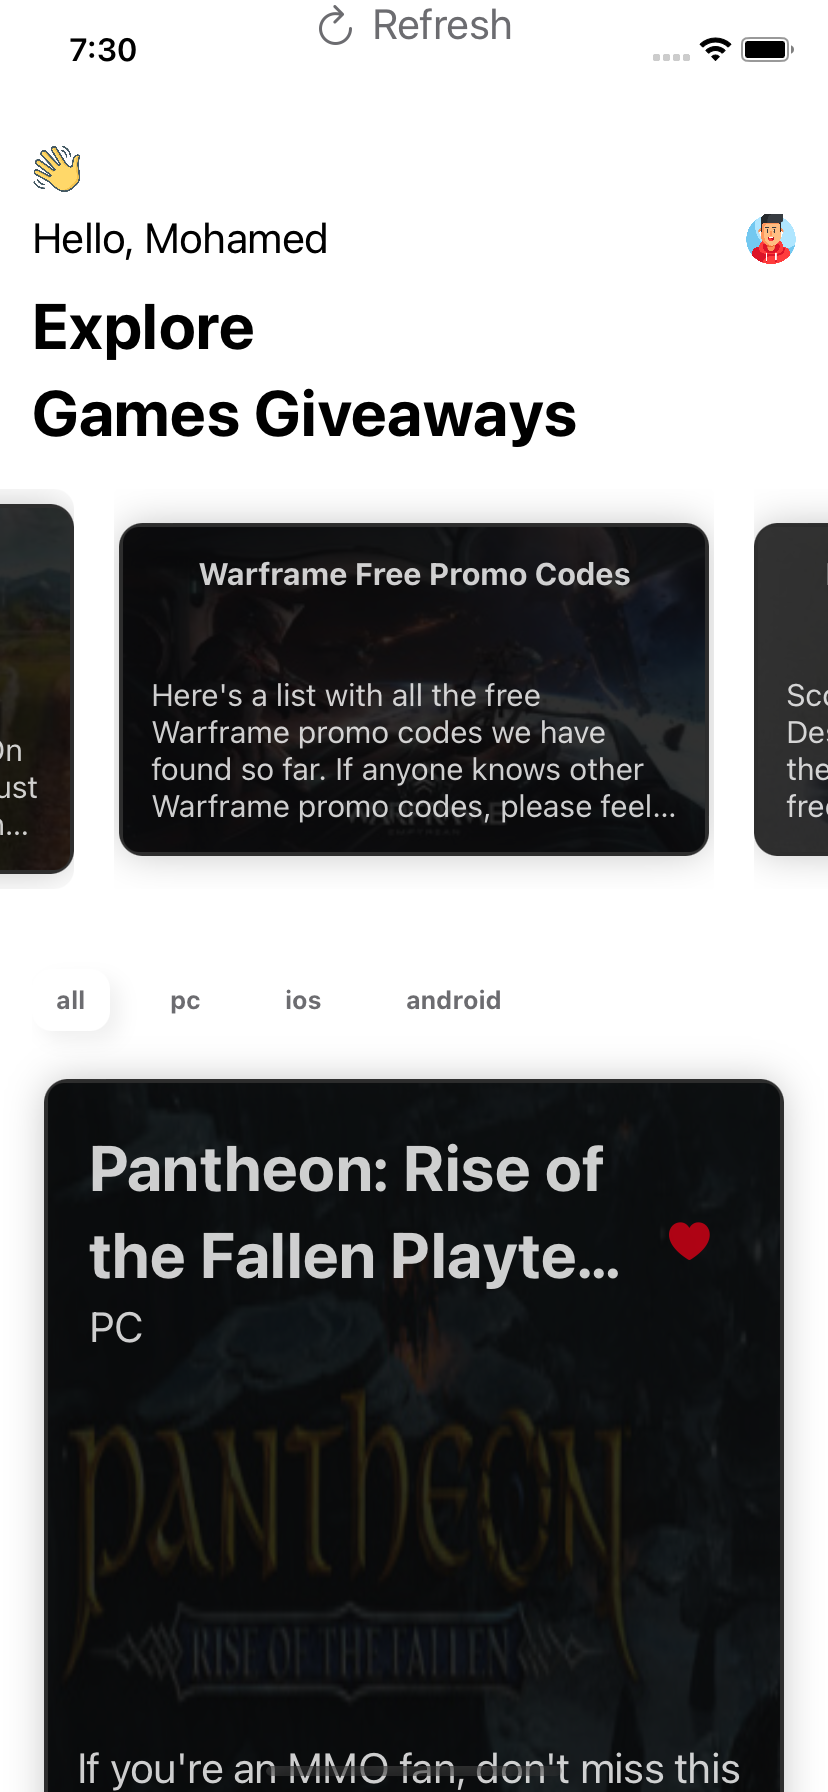 Refresh
7:30
Hello, Mohamed
Explore
Games Giveaways
Warframe Free Promo Codes
Here's a list with all the free
Warframe promo codes we have
found so far. If anyone knows other
Warframe promo codes, please feel...
WARFRAME
On
ust
n...
Sc
Des
the
free
all
pc
ios
android
Pantheon: Rise of
the Fallen Playte...
PC
PANTHEON
RISE OF THE FALLEN
If you're an MMO fan, don't miss this